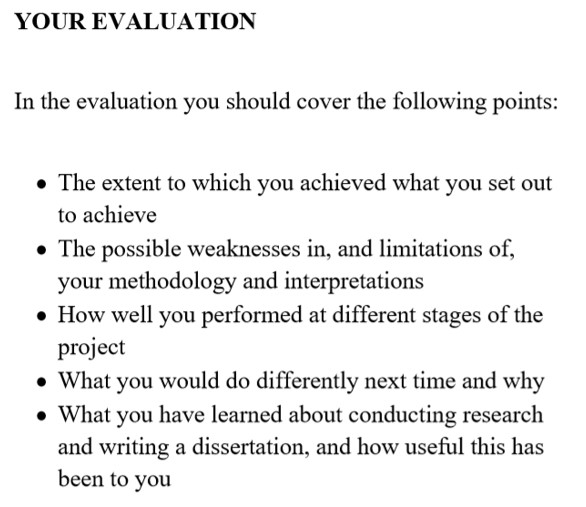 YOUR EVALUATION
In the evaluation you should cover the following points:
• The extent to which you achieved what you set out
to achieve
• The possible weaknesses in, and limitations of,
your methodology and interpretations
• How well you performed at different stages of the
project
• What you would do differently next time and why
• What you have learned about conducting research
and writing a dissertation, and how useful this has
been to you